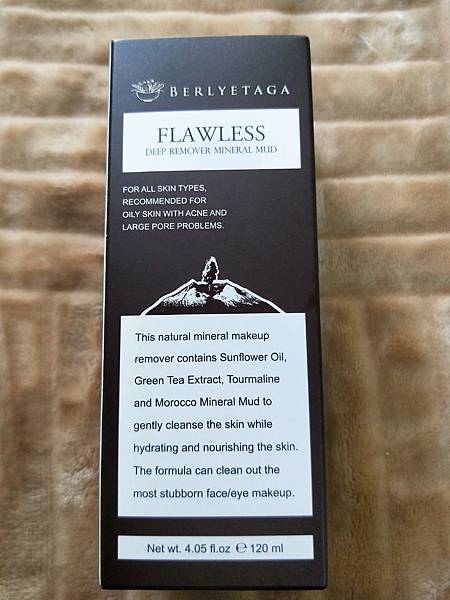 BERLYETAGA
FLAWLESS
DEEP REMOVER MINERAL MUD
FOR ALL SKIN TYPES,
RECOMMENDED FOR
OILY SKIN WITH ACNE AND
LARGE PORE PROBLEMS.
This natural mineral makeup
remover contains Sunflower Oil,
Green Tea Extract, Tourmaline
and Morocco Mineral Mud to
gently cleanse the skin while
hydrating and nourishing the skin.
The formula can clean out the
most stubborn face/eye makeup.
Net wt. 4.05 fl.oz ℮ 120 ml